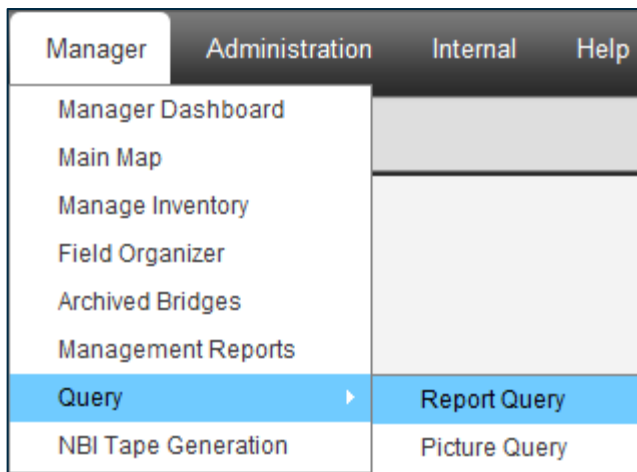 Manager Administration Internal Help
Manager Dashboard
Main Map
Manage Inventory
Field Organizer
Archived Bridges
Management Reports
Query Report Query
NBI Tape Generation Picture Query